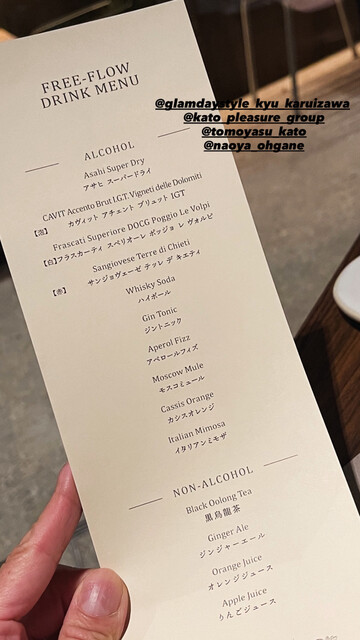 FREE-FLOW
DRINK MENU
@glamdaystyle_kyu_karuizawa
@kato_pleasure_group
@tomoyasu_kato
@naoya_ohgane
ALCOHOL
Asahi Super Dry
アサヒ スーパードライ
CAVIT Accento Brut I.G.T. Vigneti delle Dolomiti
【泡】 カヴィット アチェント ブリュット IGT
Frascati Superiore DOCG Poggio Le Volpi
【白】フラスカーティ スペリオーレ ポッジョ レ ヴォルピ
Sangiovese Terre di Chieti
【赤】 サンジョヴェーゼ テッレ デ キエティ
Whisky Soda
ハイボール
Gin Tonic
ジントニック
Aperol Fizz
アペロールフィズ
Moscow Mule
モスコミュール
Cassis Orange
カシスオレンジ
Italian Mimosa
イタリアンミモザ
NON-ALCOHOL
Black Oolong Tea
黒烏龍茶
Ginger Ale
ジンジャーエール
Orange Juice
オレンジジュース
Apple Juice
りんごジュース